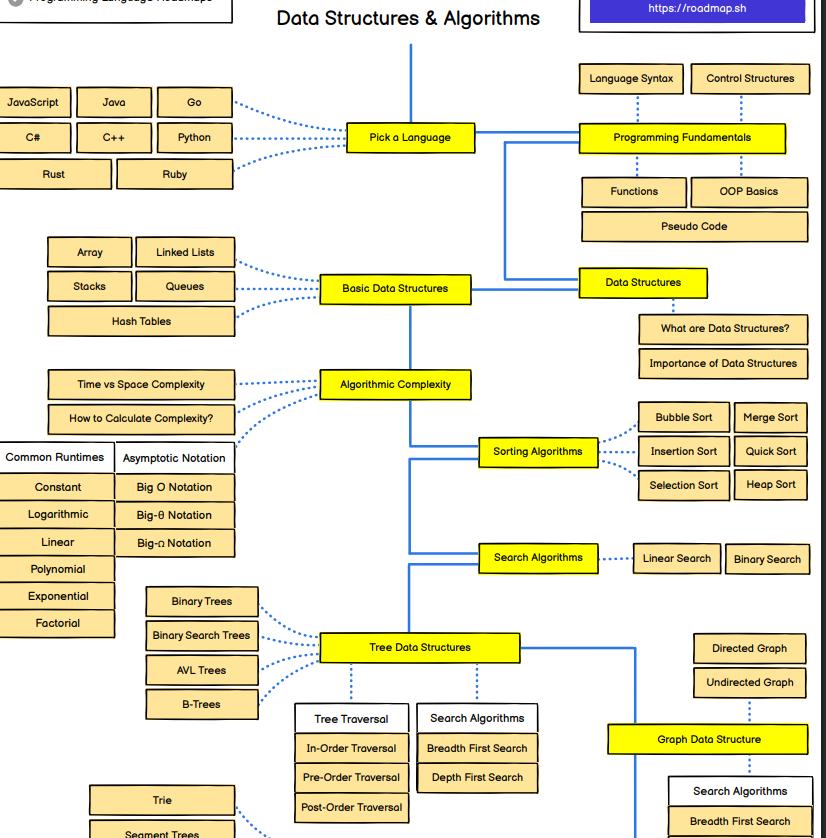 Programming Language Roadmaps
Data Structures & Algorithms
https://roadmap.sh
Language Syntax
Control Structures
JavaScript
Java
Go
C#
C++
Python
Rust
Ruby
Pick a Language
Programming Fundamentals
Functions
OOP Basics
Pseudo Code
Array
Linked Lists
Stacks
Queues
Hash Tables
Basic Data Structures
Data Structures
What are Data Structures?
Importance of Data Structures
Time vs Space Complexity
How to Calculate Complexity?
Algorithmic Complexity
Common Runtimes
Asymptotic Notation
Constant
Big O Notation
Logarithmic
Big-θ Notation
Linear
Big-Ω Notation
Polynomial
Exponential
Factorial
Sorting Algorithms
Bubble Sort
Merge Sort
Insertion Sort
Quick Sort
Selection Sort
Heap Sort
Search Algorithms
Linear Search
Binary Search
Binary Trees
Binary Search Trees
AVL Trees
B-Trees
Tree Data Structures
Tree Traversal
In-Order Traversal
Pre-Order Traversal
Post-Order Traversal
Search Algorithms
Breadth First Search
Depth First Search
Directed Graph
Undirected Graph
Graph Data Structure
Search Algorithms
Breadth First Search
Trie
Segment Trees